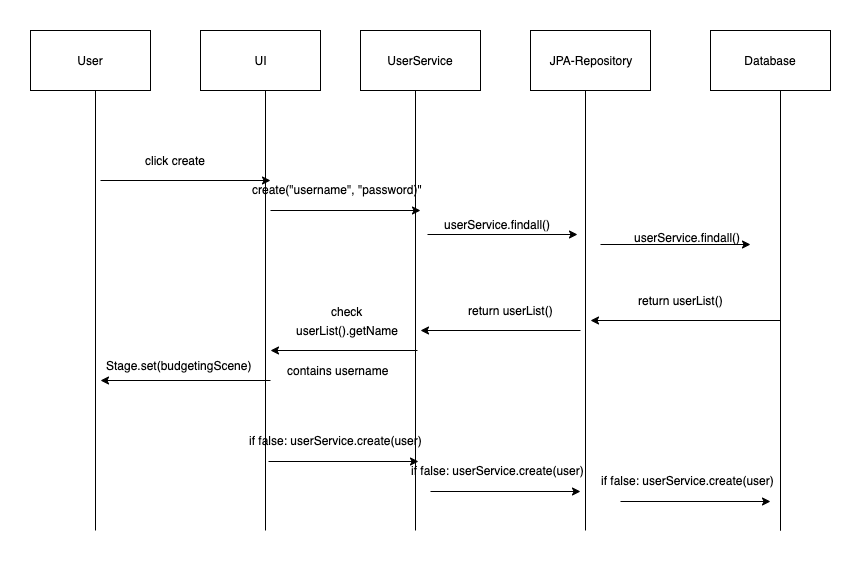 User
UI
UserService
JPA-Repository
Database
click create
create("username", "password)"
userService.findall()
userService.findall()
return userList()
return userList()
check
userList().getName
contains username
Stage.set(budgetingScene)
if false: userService.create(user)
if false: userService.create(user)
if false: userService.create(user)